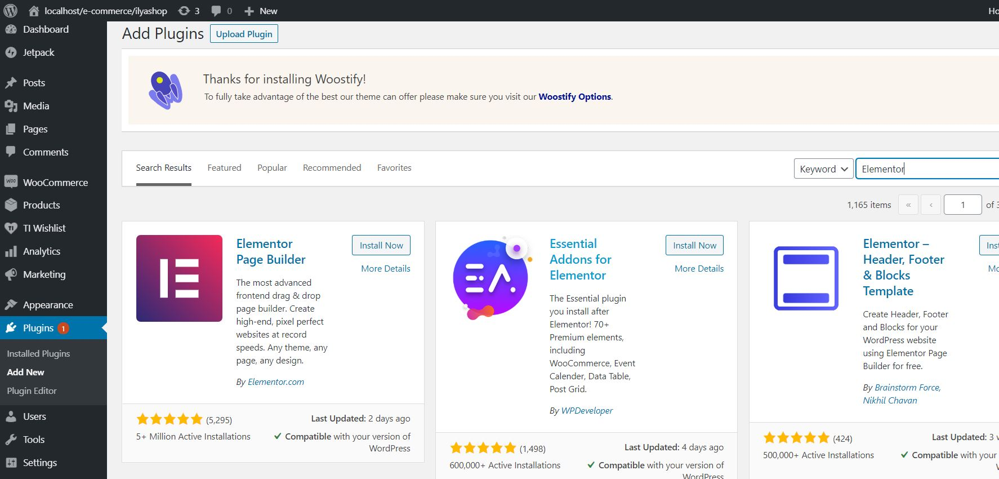 localhost/e-commerce/ilyashop 3 0 New
Dashboard
Jetpack
Posts
Media
Pages
Comments
WOO WooCommerce
Products
TI TI Wishlist
Analytics
Marketing
Appearance
Plugins 1
Installed Plugins
Add New
Plugin Editor
Users
Tools
Settings
Add Plugins Upload Plugin
Thanks for installing Woostify!
To fully take advantage of the best our theme can offer please make sure you visit our Woostify Options.
Search Results Featured Popular Recommended Favorites Keyword Elementor
1,165 items « ‹ 1 of
Elementor
Page Builder
Install Now
More Details
The most advanced
frontend drag & drop
page builder. Create
high-end, pixel perfect
websites at record
speeds. Any theme, any
page, any design.
By Elementor.com
(5,295)
Last Updated: 2 days ago
5+ Million Active Installations
Compatible with your version of
WordPress
EA
Essential
Addons for
Elementor
Install Now
More Details
The Essential plugin
you install after
Elementor! 70+
Premium elements,
including
WooCommerce, Event
Calender, Data Table,
Post Grid.
By WPDeveloper
(1,498)
Last Updated: 4 days ago
600,000+ Active Installations
Compatible with your version of
WordPress
Elementor –
Header, Footer
& Blocks
Template
Create Header, Footer
and Blocks for your
WordPress website
using Elementor Page
Builder for free.
By Brainstorm Force,
Nikhil Chavan
(424)
Last Updated: 3
500,000+ Active Installations
Compatible with your